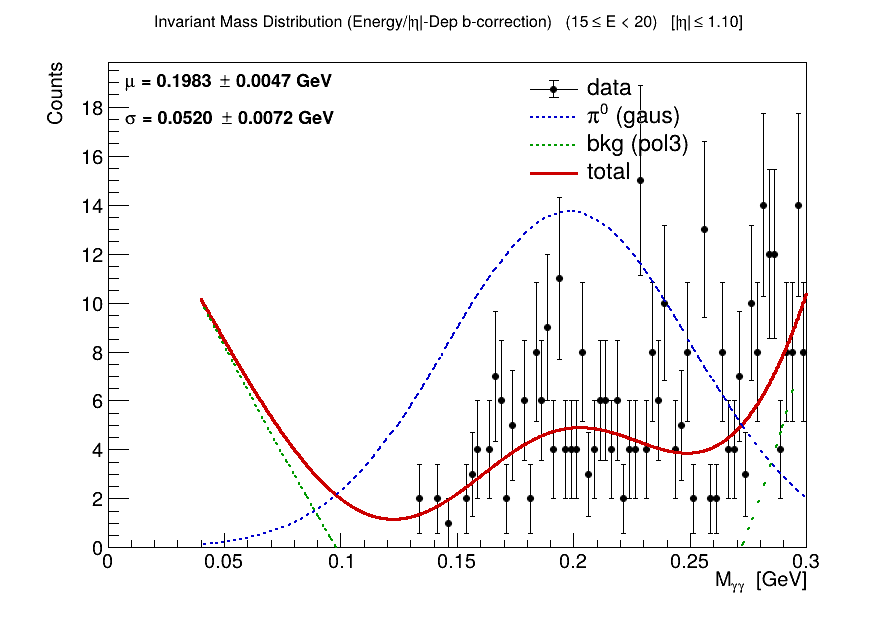 Invariant Mass Distribution (Energy/|η|-Dep b-correction) (15 ≤ E < 20) [|η| ≤ 1.10]
μ = 0.1983 ± 0.0047 GeV
σ = 0.0520 ± 0.0072 GeV
data
π⁰ (gaus)
bkg (pol3)
total
Counts
18
16
14
12
10
8
6
4
2
0
0 0.05 0.1 0.15 0.2 0.25 0.3
M_γγ [GeV]